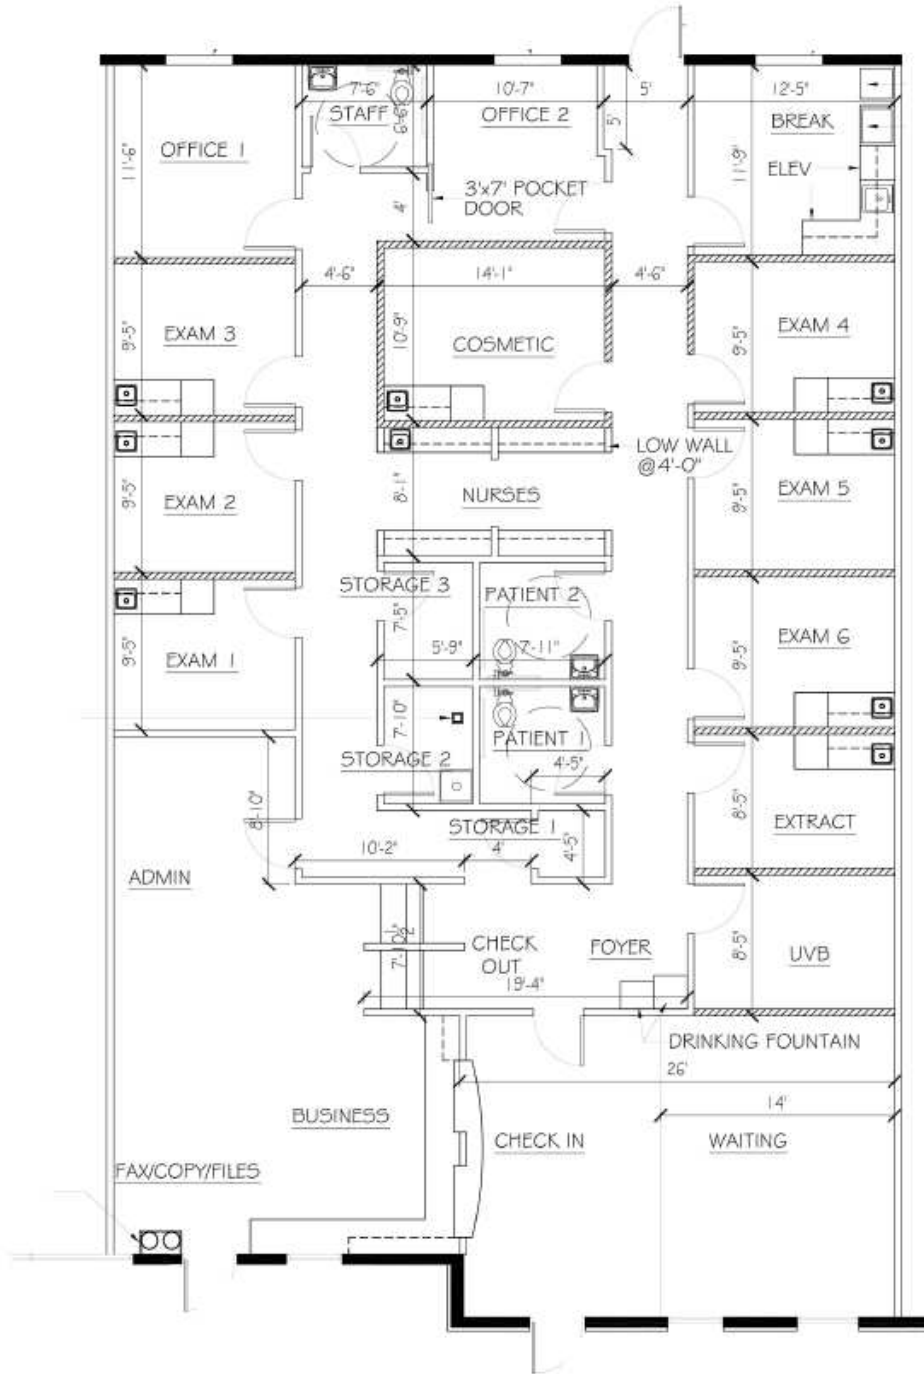 7'-6"
10'-7"
5'
12'-5"
STAFF
6'-6"
OFFICE 2
5'
BREAK
OFFICE 1
11'-6"
11'-9"
ELEV
3'x7' POCKET
DOOR
4'
4'-6"
14'-1"
4'-6"
EXAM 3
9'-5"
10'-9"
COSMETIC
EXAM 4
9'-5"
LOW WALL
@4'-0"
EXAM 2
9'-5"
8'-1"
NURSES
EXAM 5
9'-5"
STORAGE 3
7'-5"
PATIENT 2
5'-9"
7'-11"
EXAM 1
9'-5"
EXAM 6
9'-5"
7'-10"
PATIENT 1
STORAGE 2
4'-5"
8'-10"
STORAGE 1
4'-5"
EXTRACT
8'-5"
10'-2"
4'
ADMIN
CHECK
OUT
FOYER
UVB
8'-5"
19'-4"
DRINKING FOUNTAIN
26'
14'
BUSINESS
CHECK IN
WAITING
FAX/COPY/FILES